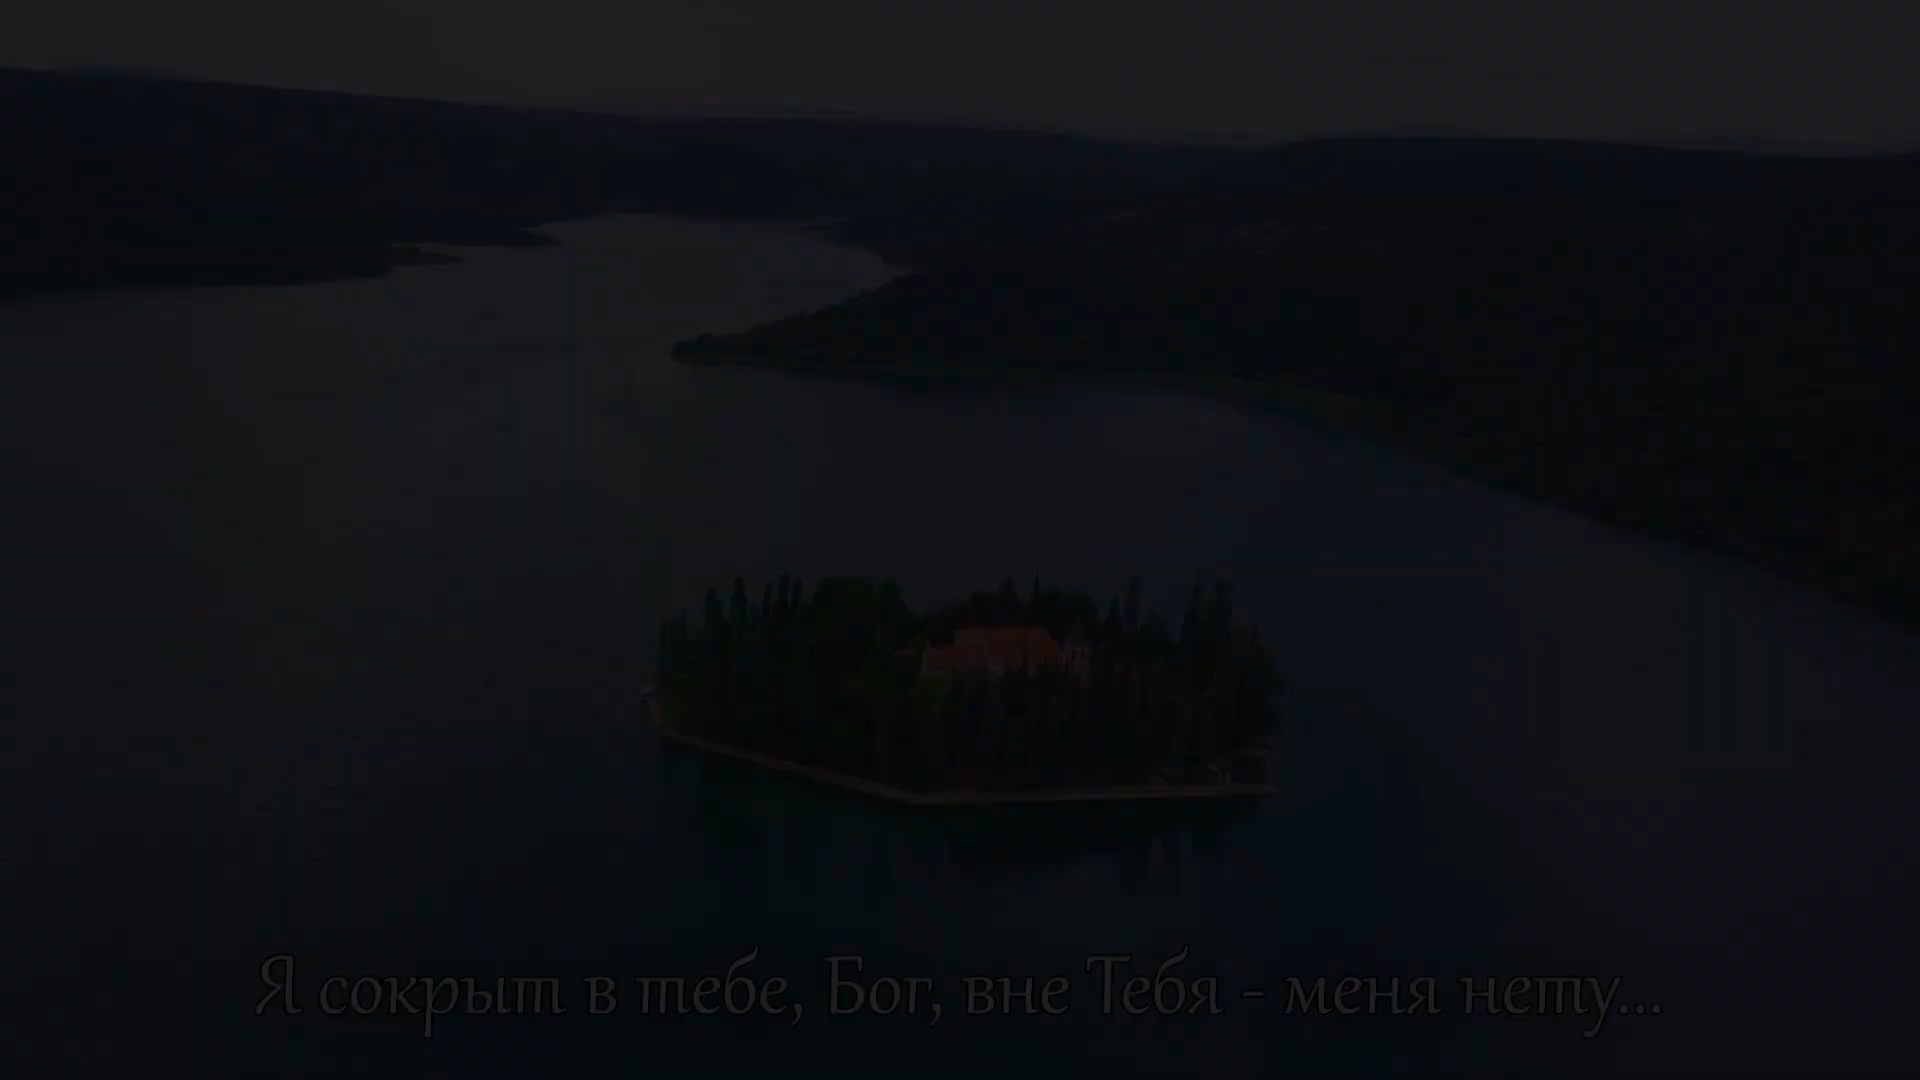 Я сокрыт в тебе, Бог, вне Тебя - меня нету...